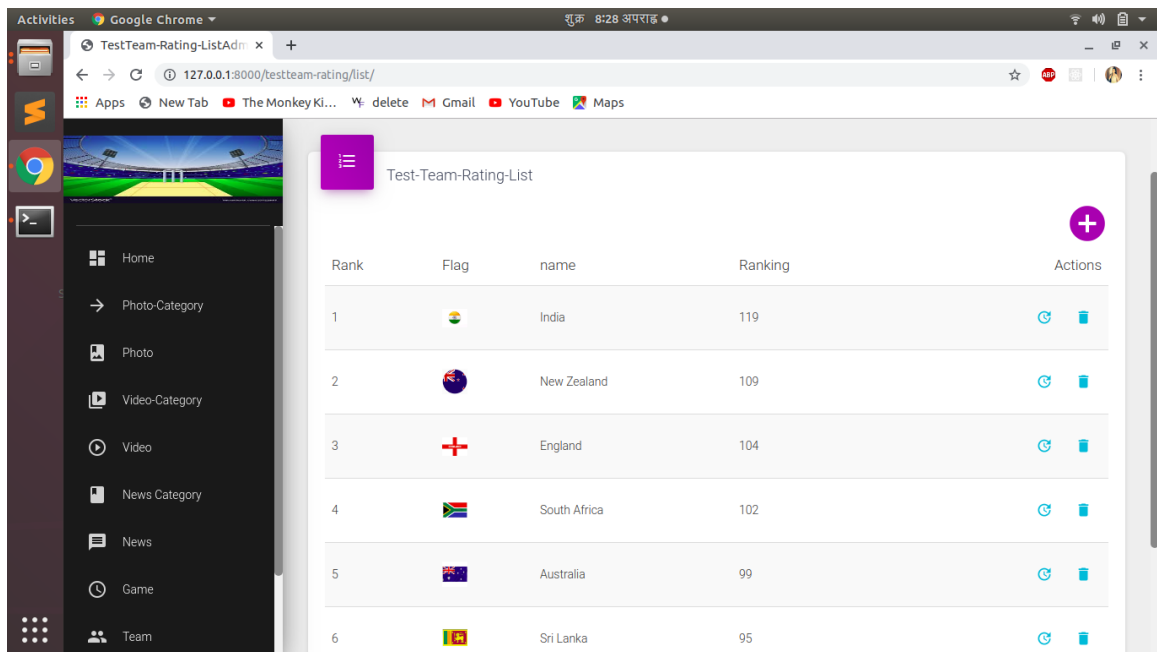 Activities Google Chrome शुक्र 8:28 अपराह्न
TestTeam-Rating-ListAdm
127.0.0.1:8000/testteam-rating/list/
ABP
Apps New Tab The Monkey Ki... delete Gmail YouTube Maps
Test-Team-Rating-List
Rank Flag name Ranking Actions
1 India 119
2 New Zealand 109
3 England 104
4 South Africa 102
5 Australia 99
6 Sri Lanka 95
Home
Photo-Category
Photo
Video-Category
Video
News Category
News
Game
Team